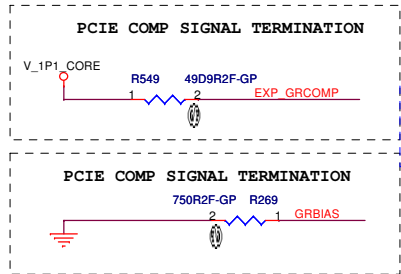 PCIE COMP SIGNAL TERMINATION
V_1P1_CORE
R549 49D9R2F-GP
1 2 EXP_GRCOMP
PCIE COMP SIGNAL TERMINATION
750R2F-GP R269
2 1 GRBIAS